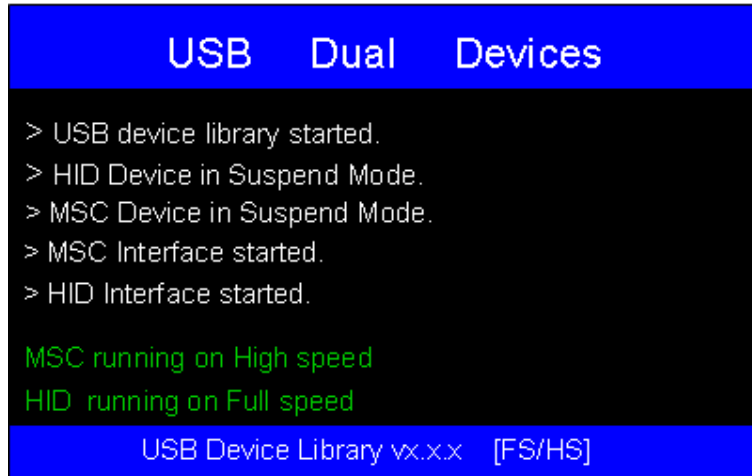 USB Dual Devices
> USB device library started.
> HID Device in Suspend Mode.
> MSC Device in Suspend Mode.
> MSC Interface started.
> HID Interface started.
MSC running on High speed
HID running on Full speed
USB Device Library vx.x.x [FS/HS]